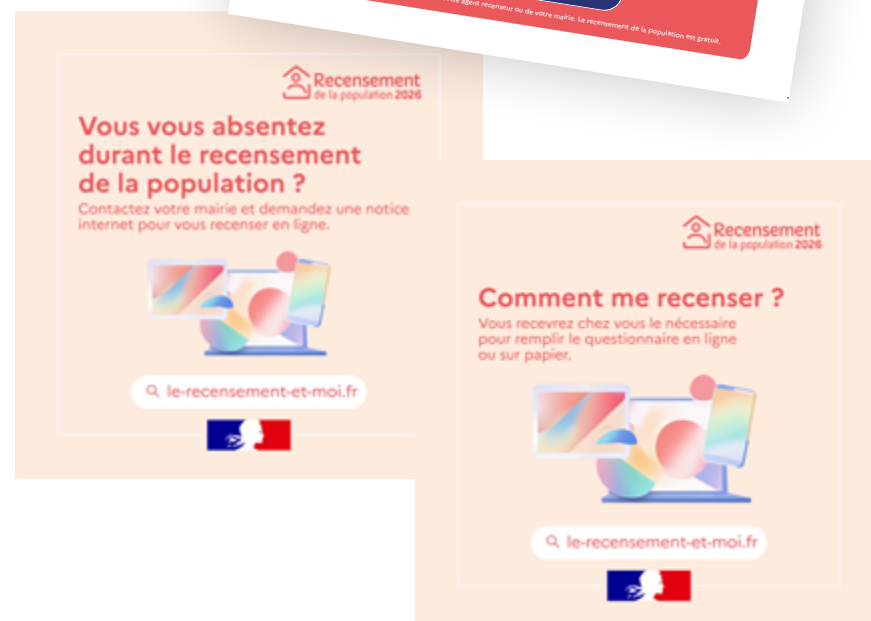 agent recenseur ou de votre mairie. Le recensement de la population est gratuit.
Recensement
de la population 2026
Vous vous absentez
durant le recensement
de la population ?
Contactez votre mairie et demandez une notice
internet pour vous recenser en ligne.
le-recensement-et-moi.fr
Recensement
de la population 2026
Comment me recenser ?
Vous recevrez chez vous le nécessaire
pour remplir le questionnaire en ligne
ou sur papier.
le-recensement-et-moi.fr